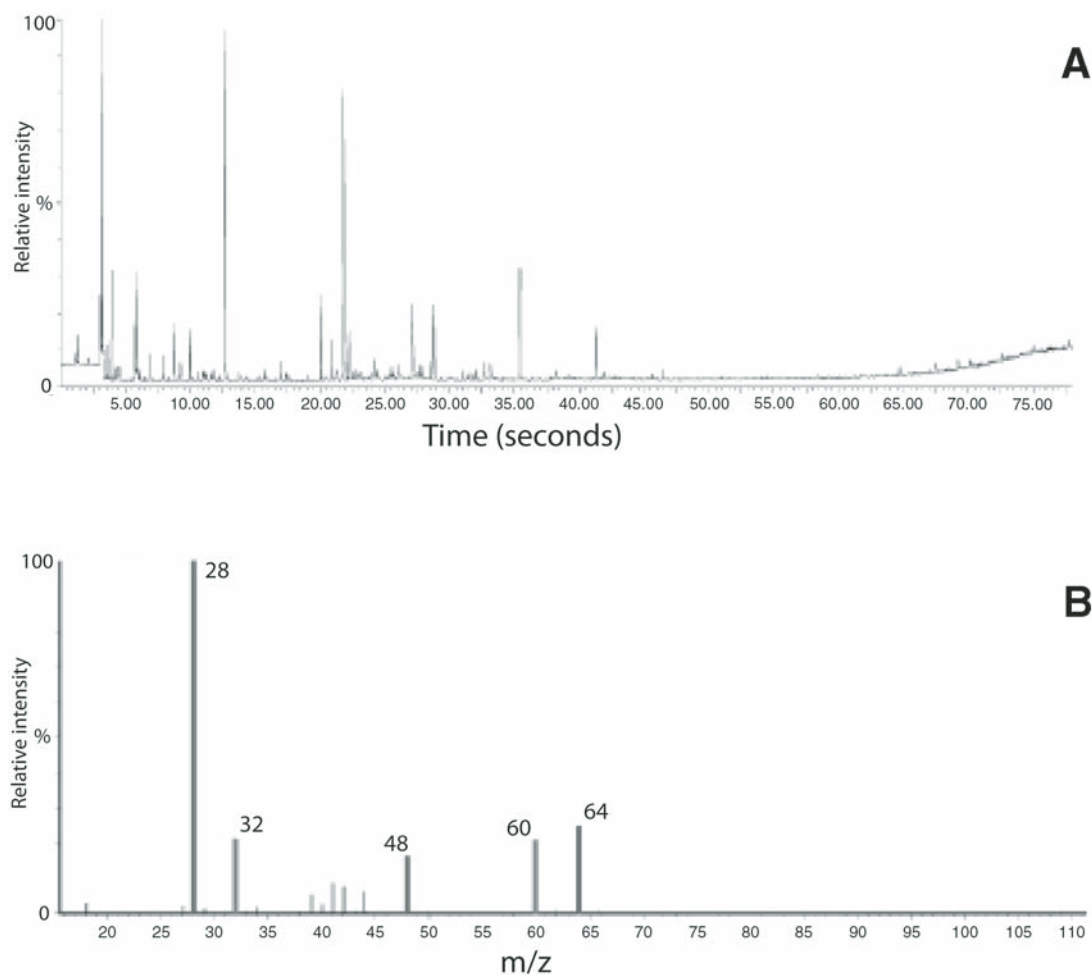 100
A
Relative intensity
%
0
5.00 10.00 15.00 20.00 25.00 30.00 35.00 40.00 45.00 50.00 55.00 60.00 65.00 70.00 75.00
Time (seconds)
100
28
B
Relative intensity
%
32
48
60
64
0
20 25 30 35 40 45 50 55 60 65 70 75 80 85 90 95 100 105 110
m/z